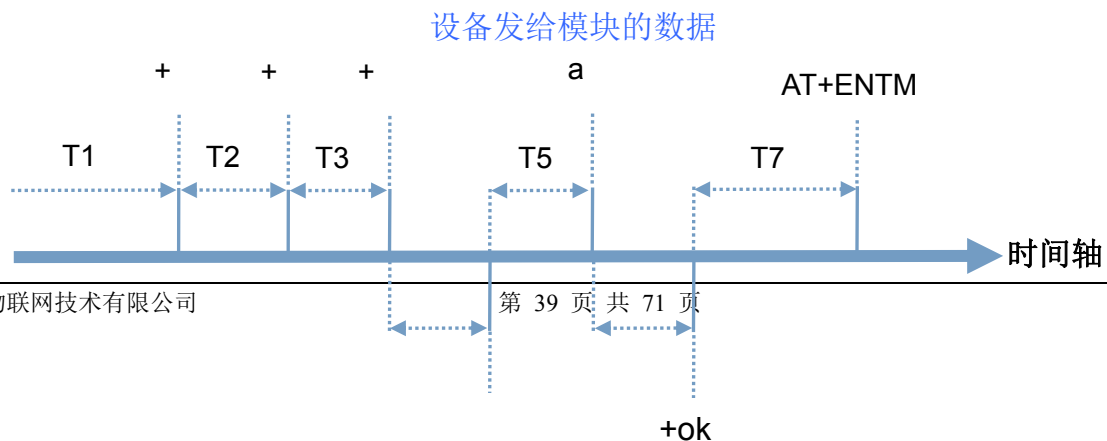 设备发给模块的数据
+ + + a
AT+ENTM
T1 T2 T3 T5 T7
时间轴
联网技术有限公司 第 39 页 共 71 页
+ok